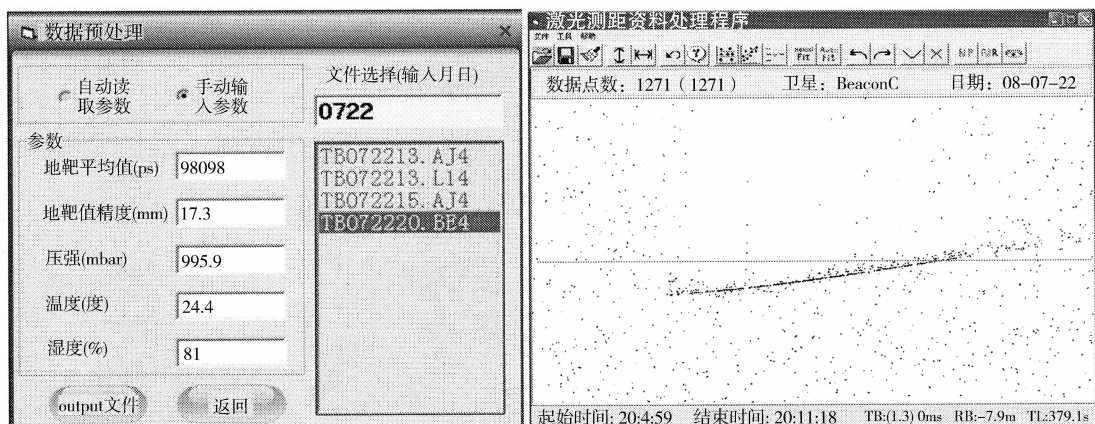 数据预处理
自动读取参数
手动输入参数
文件选择(输入月日)
0722
参数
地靶平均值(ps) 98098
地靶值精度(mm) 17.3
压强(mbar) 995.9
温度(度) 24.4
湿度(%) 81
TB072213.AJ4
TB072213.L14
TB072215.AJ4
TB072220.BE4
output文件 返回
激光测距资料处理程序
文件 工具 帮助
数据点数: 1271 (1271) 卫星: BeaconC 日期: 08-07-22
起始时间: 20:4:59 结束时间: 20:11:18 TB:(1.3) 0ms RB:-7.9m TL:379.1s